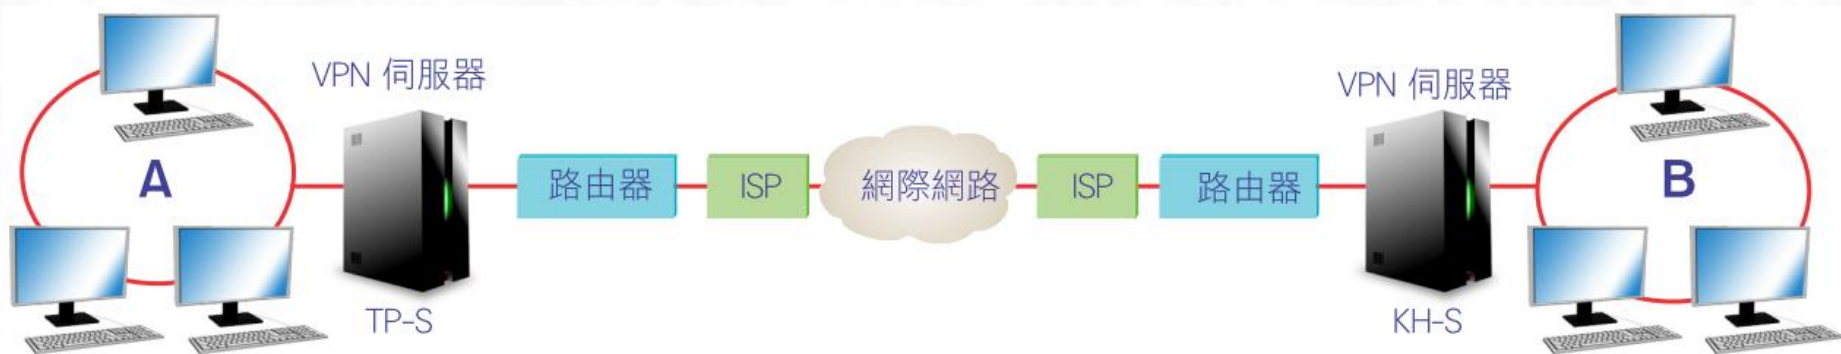 A
VPN 伺服器
TP-S
路由器
ISP
網際網路
ISP
路由器
VPN 伺服器
KH-S
B